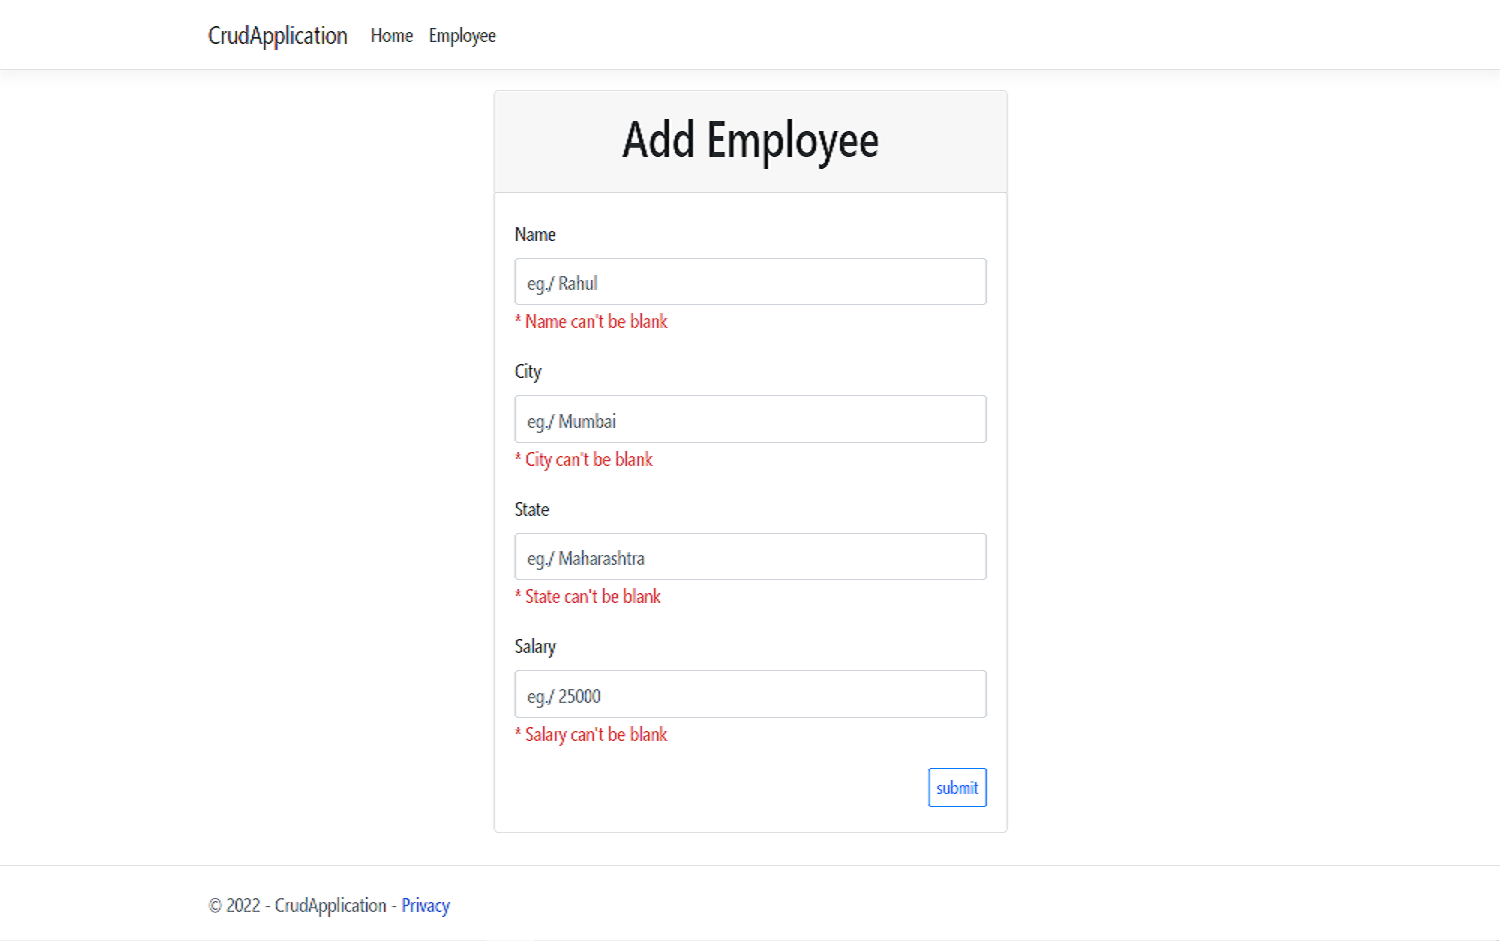 CrudApplication Home Employee
Add Employee
Name
eg./ Rahul
* Name can't be blank
City
eg./ Mumbai
* City can't be blank
State
eg./ Maharashtra
* State can't be blank
Salary
eg./ 25000
* Salary can't be blank
submit
© 2022 - CrudApplication - Privacy